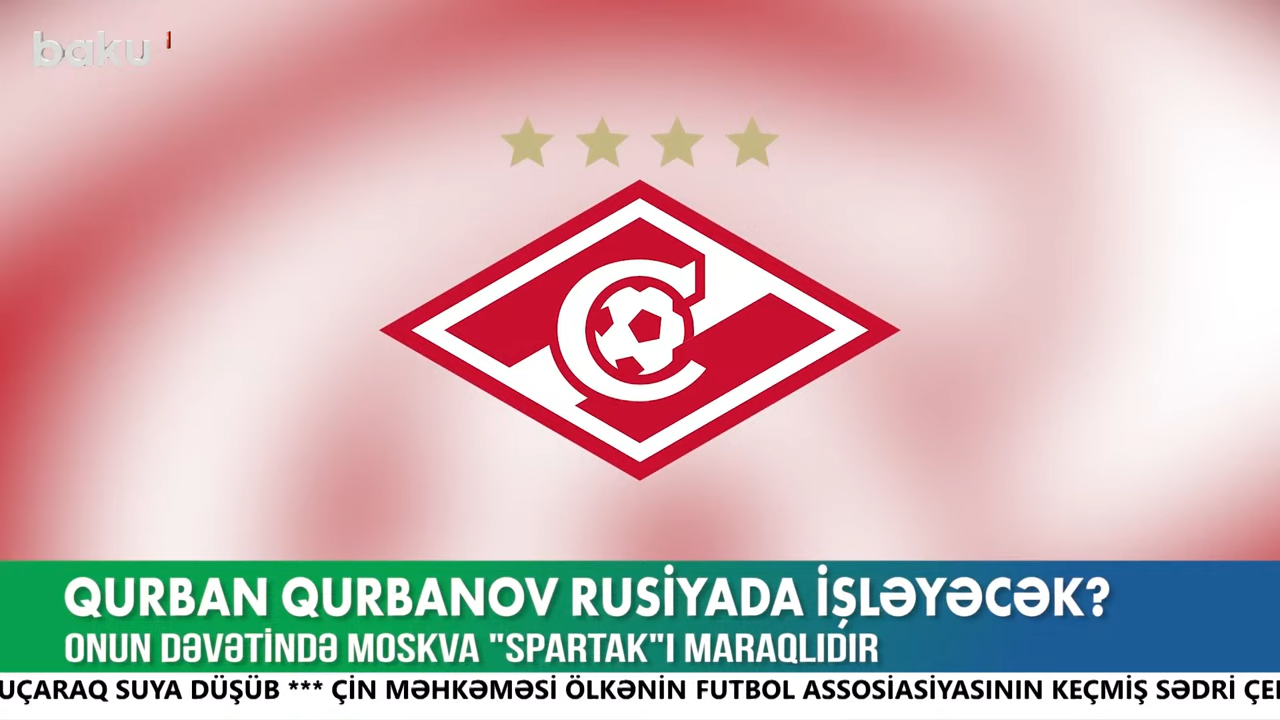 baku
QURBAN QURBANOV RUSİYADA İŞLƏYƏCƏK?
ONUN DƏVƏTİNDƏ MOSKVA "SPARTAK"I MARAQLIDIR
UÇARAQ SUYA DÜŞÜB *** ÇİN MƏHKƏMƏSİ ÖLKƏNİN FUTBOL ASSOSİASİYASININ KEÇMİŞ SƏDRİ